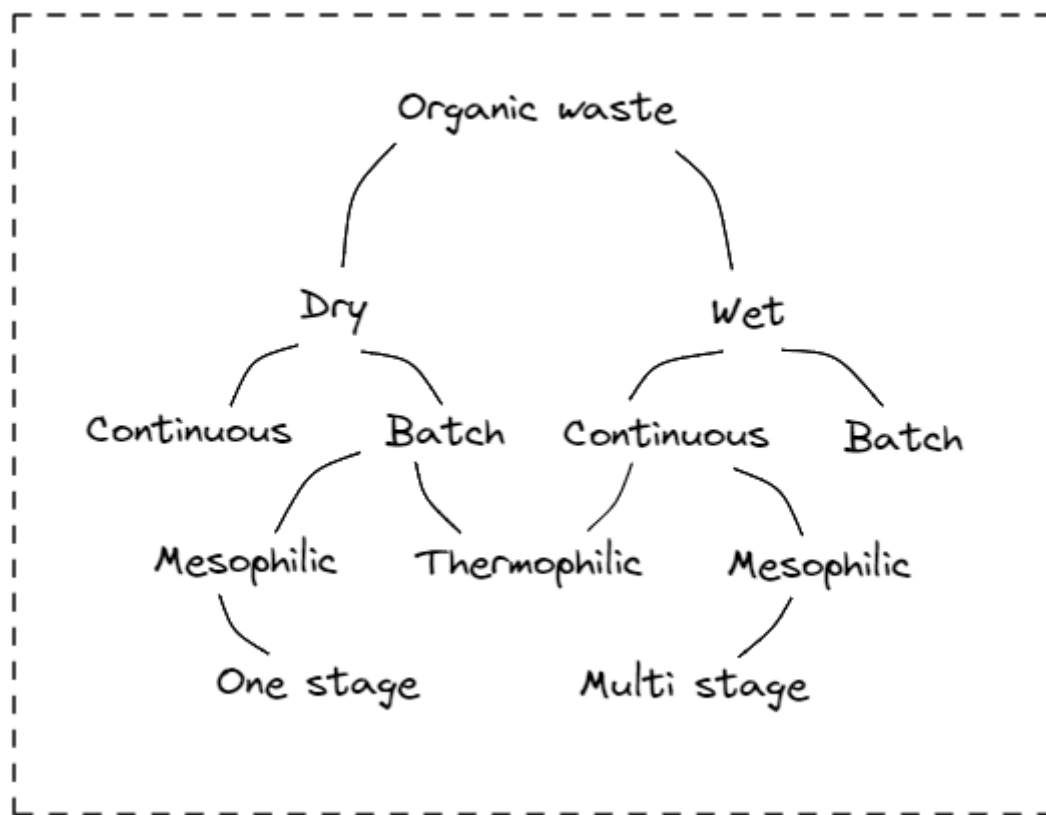 Organic waste
Dry Wet
Continuous Batch Continuous Batch
Mesophilic Thermophilic Mesophilic
One stage Multi stage